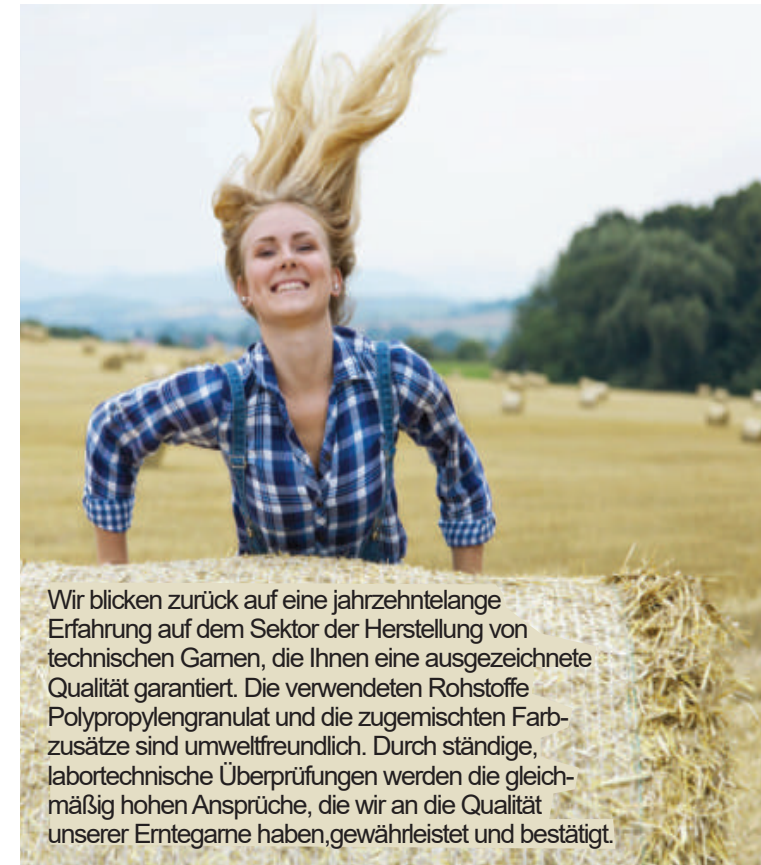 Wir blicken zurück auf eine jahrzehntelange
Erfahrung auf dem Sektor der Herstellung von
technischen Garnen, die Ihnen eine ausgezeichnete
Qualität garantiert. Die verwendeten Rohstoffe
Polypropylengranulat und die zugemischten Farb-
zusätze sind umweltfreundlich. Durch ständige,
labortechnische Überprüfungen werden die gleich-
mäßig hohen Ansprüche, die wir an die Qualität
unserer Erntegarne haben,gewährleistet und bestätigt.